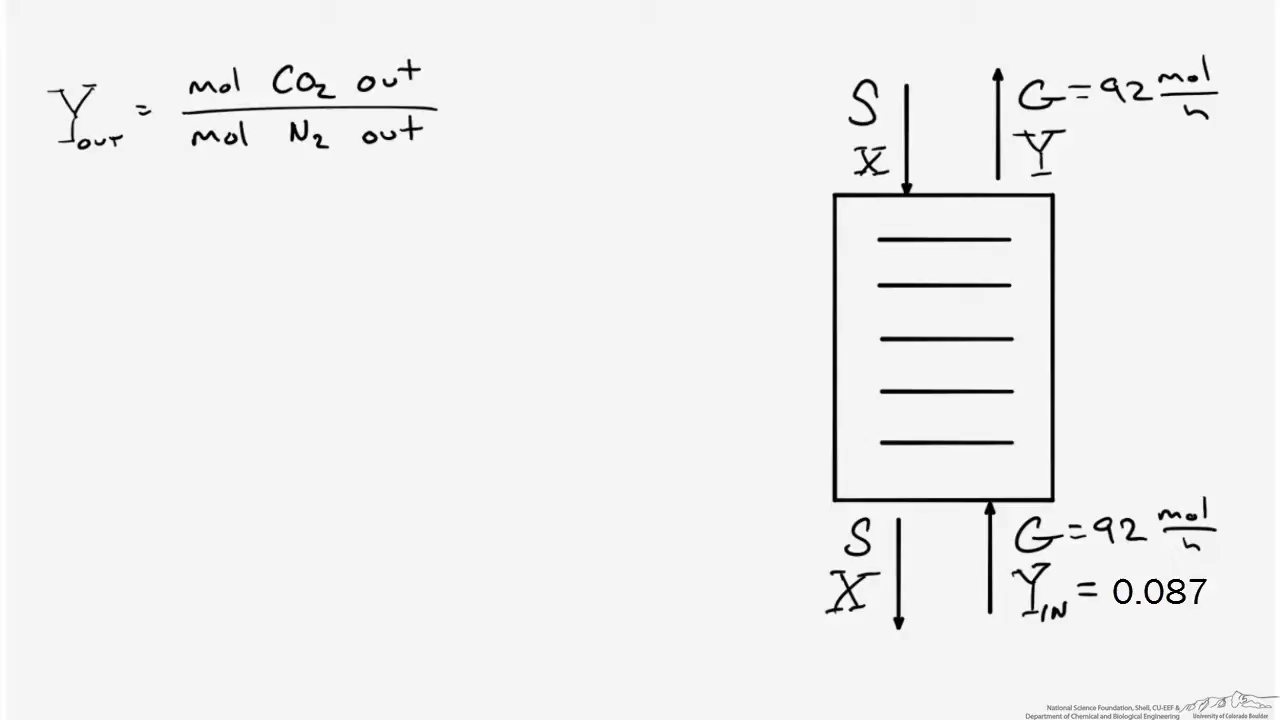 Y_OUT = mol CO₂ out / mol N₂ out
S
X
G = 92 mol/h
Y
S
X
G = 92 mol/h
Y_IN = 0.087
National Science Foundation, Shell, CU-EEF &
Department of Chemical and Biological Engineering
University of Colorado Boulder